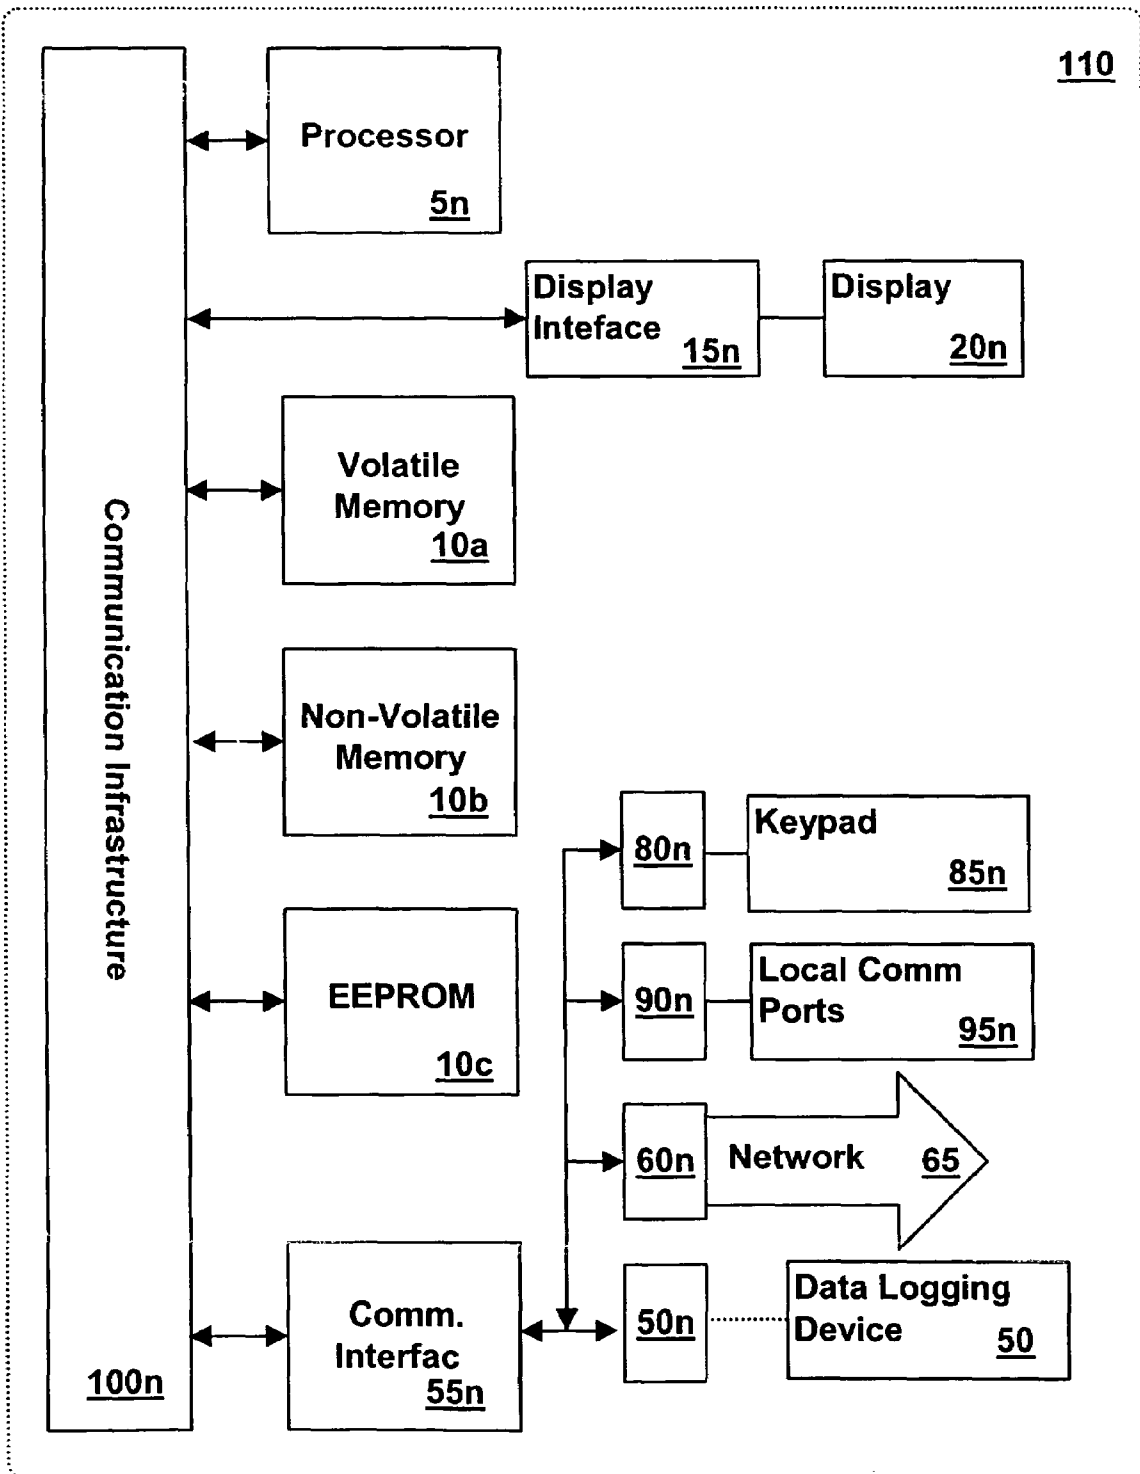 110
Processor
5n
Display
Inteface
15n
Display
20n
Volatile
Memory
10a
Communication Infrastructure
Non-Volatile
Memory
10b
80n
Keypad
85n
EEPROM
10c
90n
Local Comm
Ports
95n
60n
Network
65
Comm.
Interfac
55n
50n
Data Logging
Device
50
100n